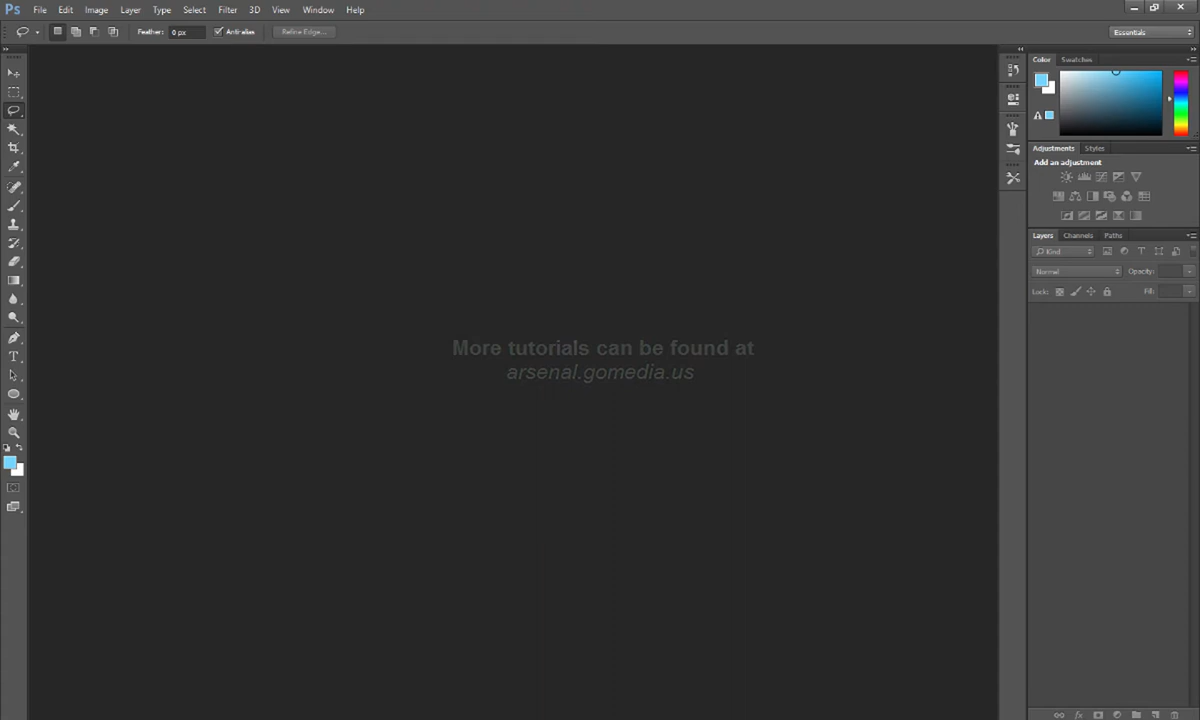 Ps File Edit Image Layer Type Select Filter 3D View Window Help
Feather: 0 px Anti-alias Refine Edge... Essentials
Color Swatches
Adjustments Styles
Add an adjustment
Layers Channels Paths
Kind
Normal Opacity:
Lock: Fill:
More tutorials can be found at
arsenal.gomedia.us